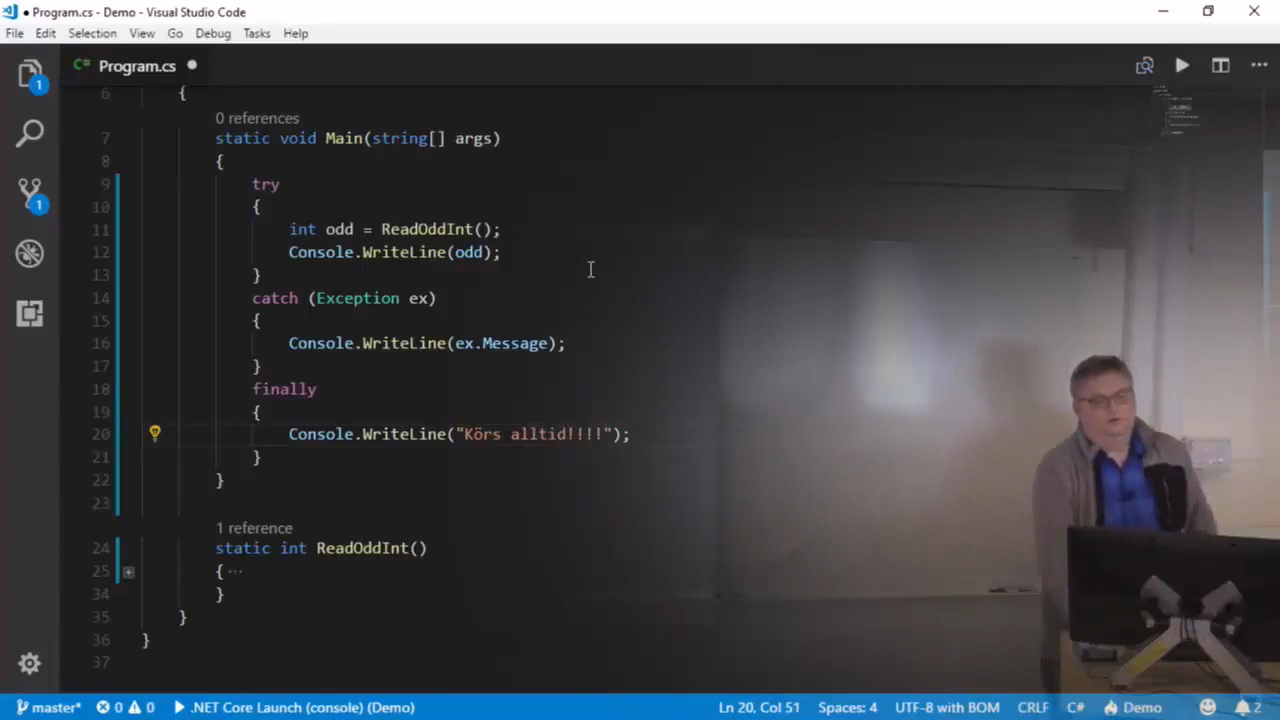 ● Program.cs - Demo - Visual Studio Code
File Edit Selection View Go Debug Tasks Help
C# Program.cs ●
1
1
6 {
0 references
7 static void Main(string[] args)
8 {
9 try
10 {
11 int odd = ReadOddInt();
12 Console.WriteLine(odd);
13 }
14 catch (Exception ex)
15 {
16 Console.WriteLine(ex.Message);
17 }
18 finally
19 {
20 Console.WriteLine("Körs alltid!!!!");
21 }
22 }
23
1 reference
24 static int ReadOddInt()
25 { ...
34 }
35 }
36 }
37
master* 0 0 .NET Core Launch (console) (Demo) Ln 20, Col 51 Spaces: 4 UTF-8 with BOM CRLF C# Demo 2